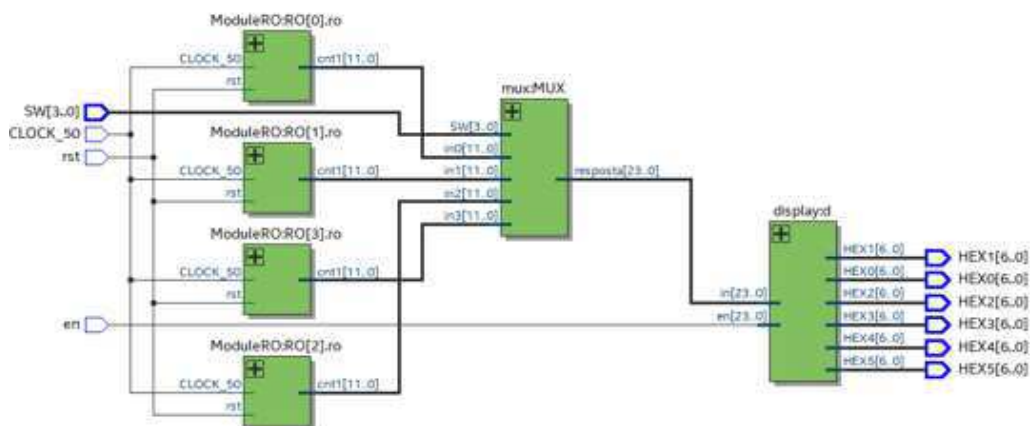 ModuleRO:RO[0].ro
CLOCK_50
rst
cnt1[11..0]
SW[3..0]
CLOCK_50
rst
en
ModuleRO:RO[1].ro
CLOCK_50
rst
cnt1[11..0]
ModuleRO:RO[3].ro
CLOCK_50
rst
cnt1[11..0]
ModuleRO:RO[2].ro
CLOCK_50
rst
cnt1[11..0]
mux:MUX
SW[3..0]
in0[11..0]
in1[11..0]
in2[11..0]
in3[11..0]
resposta[23..0]
display:d
in[23..0]
en[23..0]
HEX1[6..0]
HEX0[6..0]
HEX2[6..0]
HEX3[6..0]
HEX4[6..0]
HEX5[6..0]
HEX1[6..0]
HEX0[6..0]
HEX2[6..0]
HEX3[6..0]
HEX4[6..0]
HEX5[6..0]